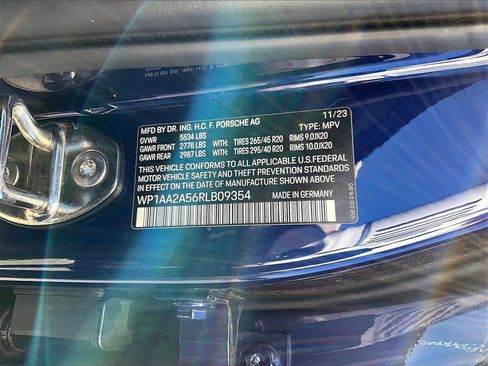 MFD BY DR. ING. H.C. F. PORSCHE AG 11/23
GVWR 5534 LBS TYPE: MPV
GAWR FRONT 2778 LBS WITH TIRES 265/45 R20 RIMS 9.0JX20
GAWR REAR 2987 LBS WITH TIRES 295/40 R20 RIMS 10.0JX20
THIS VEHICLE CONFORMS TO ALL APPLICABLE U.S.FEDERAL
MOTOR VEHICLE SAFETY AND THEFT PREVENTION STANDARDS
IN EFFECT ON THE DATE OF MANUFACTURE SHOWN ABOVE.
WP1AA2A56RLB09354